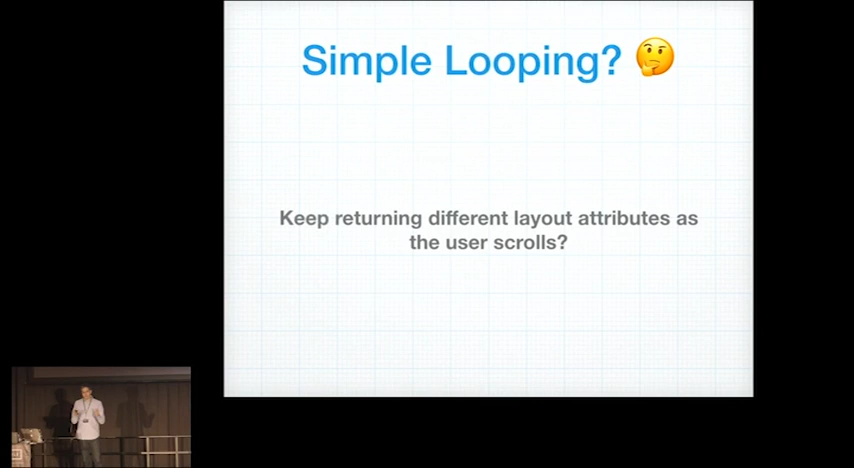 Simple Looping? 🤔
Keep returning different layout attributes as
the user scrolls?